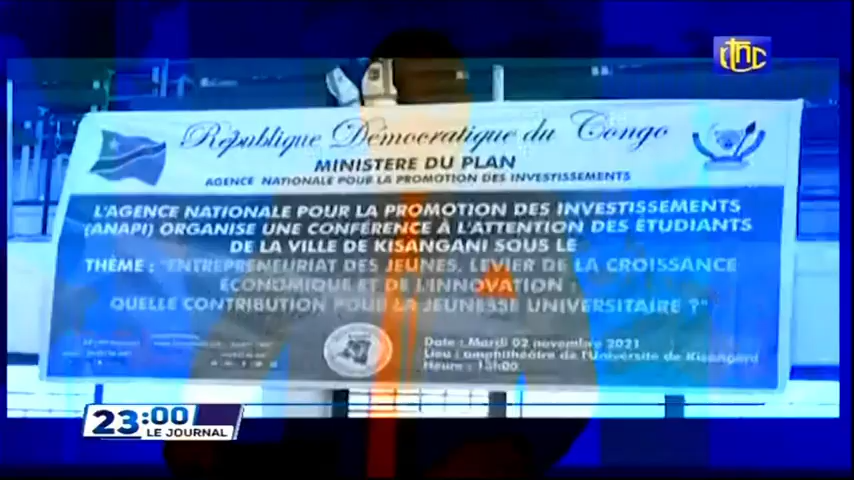 rtnc
République Démocratique du Congo
MINISTERE DU PLAN
AGENCE NATIONALE POUR LA PROMOTION DES INVESTISSEMENTS
L'AGENCE NATIONALE POUR LA PROMOTION DES INVESTISSEMENTS
(ANAPI) ORGANISE UNE CONFÉRENCE À L'ATTENTION DES ÉTUDIANTS
DE LA VILLE DE KISANGANI SOUS LE
THÈME : "ENTREPRENEURIAT DES JEUNES, LEVIER DE LA CROISSANCE
ÉCONOMIQUE ET DE L'INNOVATION :
QUELLE CONTRIBUTION POUR LA JEUNESSE UNIVERSITAIRE ?"
Date : Mardi 02 novembre 2021
Lieu : amphithéâtre de l'Université de Kisangani
Heure :
23:00
LE JOURNAL